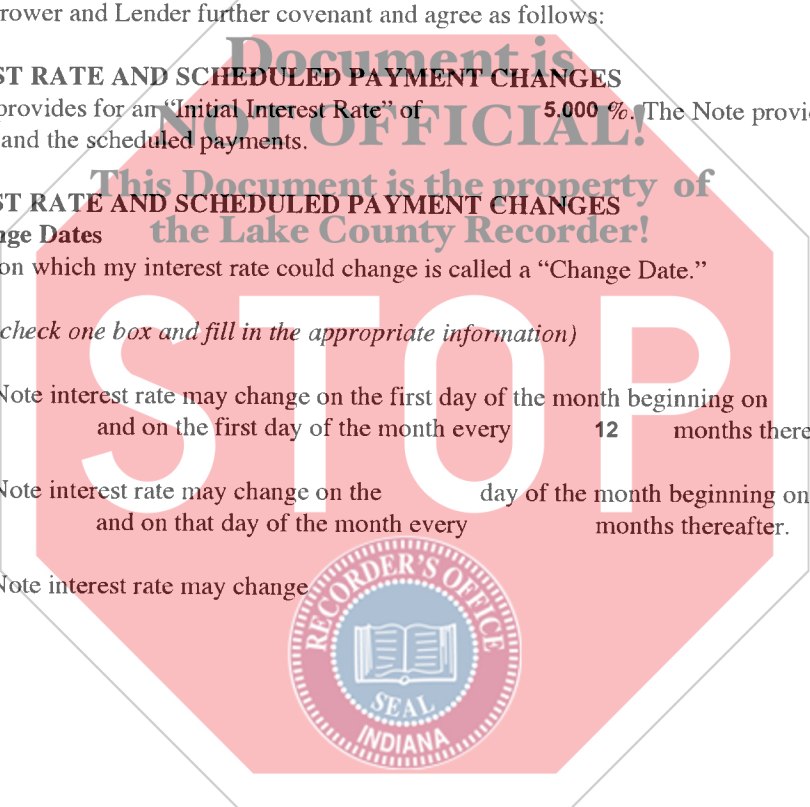 rower and Lender further covenant and agree as follows:
Document is
ST RATE AND SCHEDULED PAYMENT CHANGES
provides for an “Initial Interest Rate” of 5.000 %. The Note provi
NOT OFFICIAL!
and the scheduled payments.
This Document is the property of
ST RATE AND SCHEDULED PAYMENT CHANGES
the Lake County Recorder!
nge Dates
on which my interest rate could change is called a “Change Date.”
check one box and fill in the appropriate information)
STOP
Note interest rate may change on the first day of the month beginning on
and on the first day of the month every 12 months there
Note interest rate may change on the day of the month beginning on
and on that day of the month every months thereafter.
Note interest rate may change
RECORDER'S OFFICE
SEAL
INDIANA